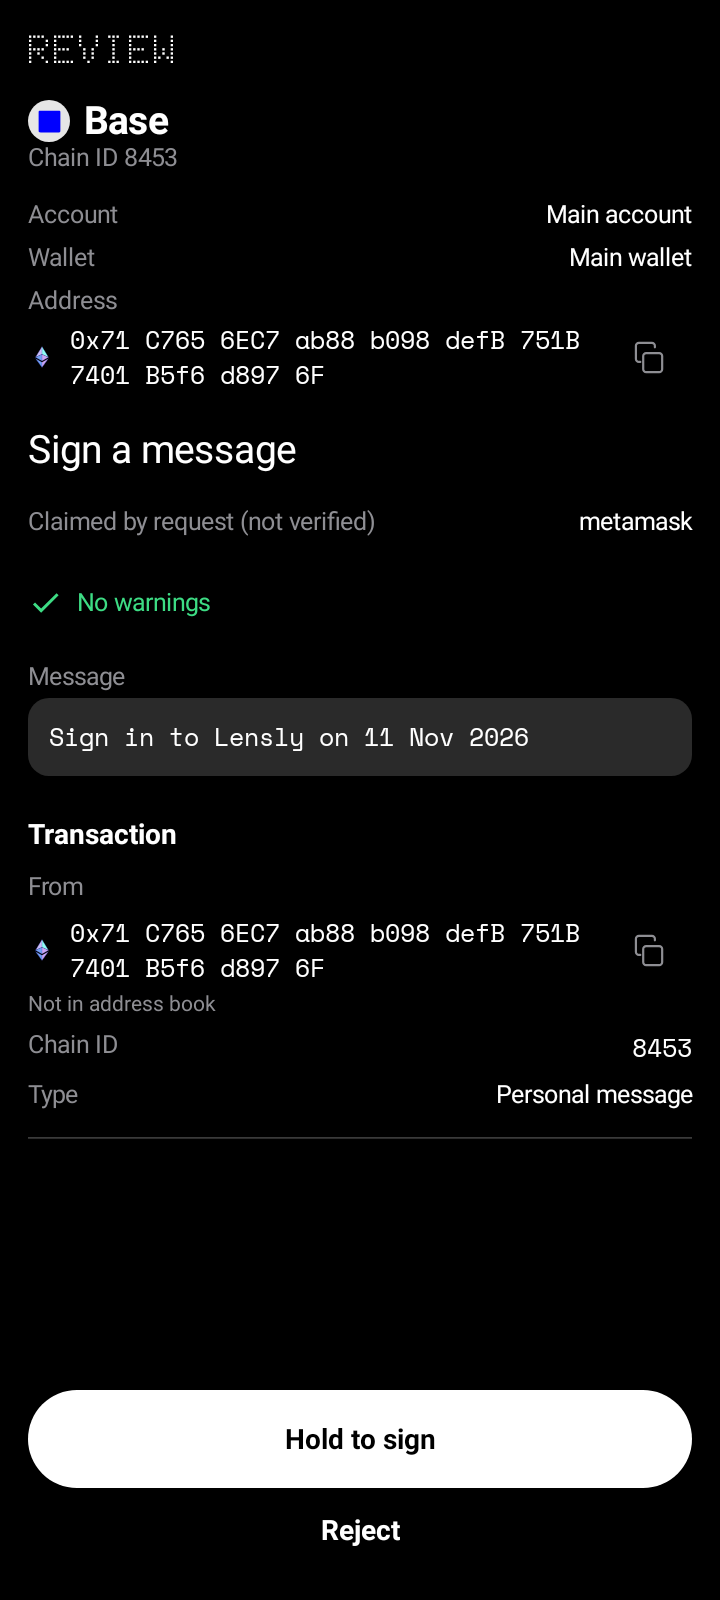 REVIEW
Base
Chain ID 8453
Account Main account
Wallet Main wallet
Address
0x71 C765 6EC7 ab88 b098 defB 751B
7401 B5f6 d897 6F
Sign a message
Claimed by request (not verified) metamask
No warnings
Message
Sign in to Lensly on 11 Nov 2026
Transaction
From
0x71 C765 6EC7 ab88 b098 defB 751B
7401 B5f6 d897 6F
Not in address book
Chain ID 8453
Type Personal message
Hold to sign
Reject